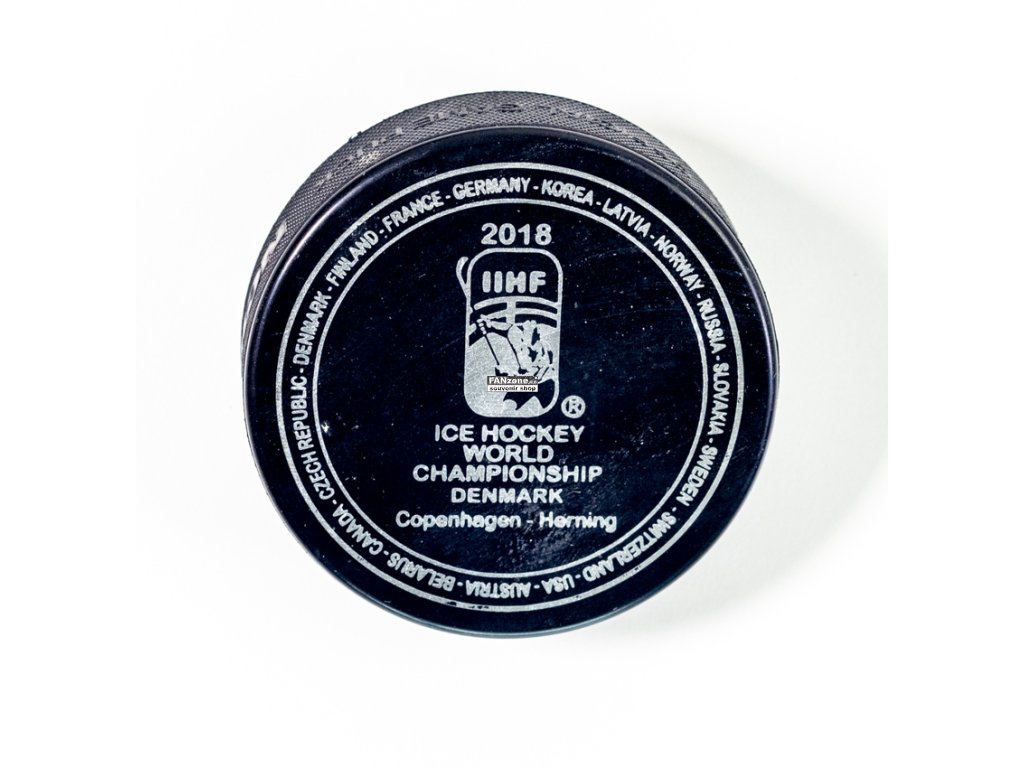 AUSTRIA - BELARUS - CANADA - CZECH REPUBLIC - DENMARK - FINLAND - FRANCE - GERMANY - KOREA - LATVIA - NORWAY - RUSSIA - SLOVAKIA - SWEDEN - SWITZERLAND - USA -
2018
IIHF
FANzone.cz
souvenir shop
®
ICE HOCKEY
WORLD
CHAMPIONSHIP
DENMARK
Copenhagen - Herning